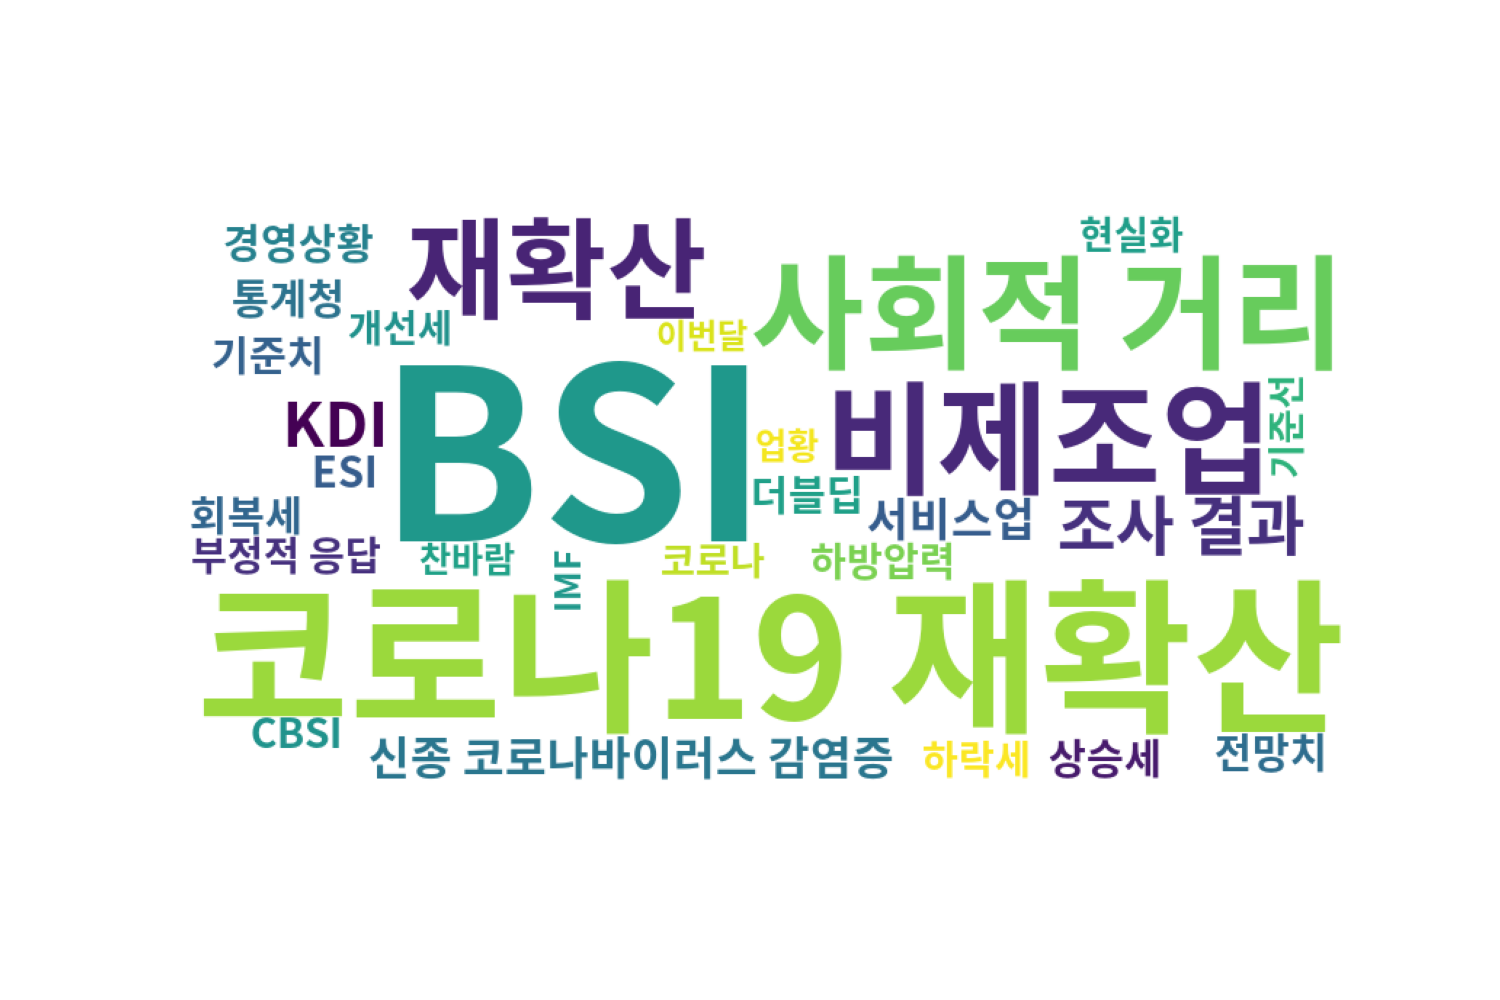 경영상황
재확산
현실화
사회적 거리
통계청
개선세
이번달
기준치
BSI
비제조업
기준선
KDI
업황
ESI
더블딥
회복세
서비스업
조사 결과
부정적 응답
찬바람
IMF
코로나
하방압력
코로나19 재확산
CBSI
신종 코로나바이러스 감염증
하락세
상승세
전망치